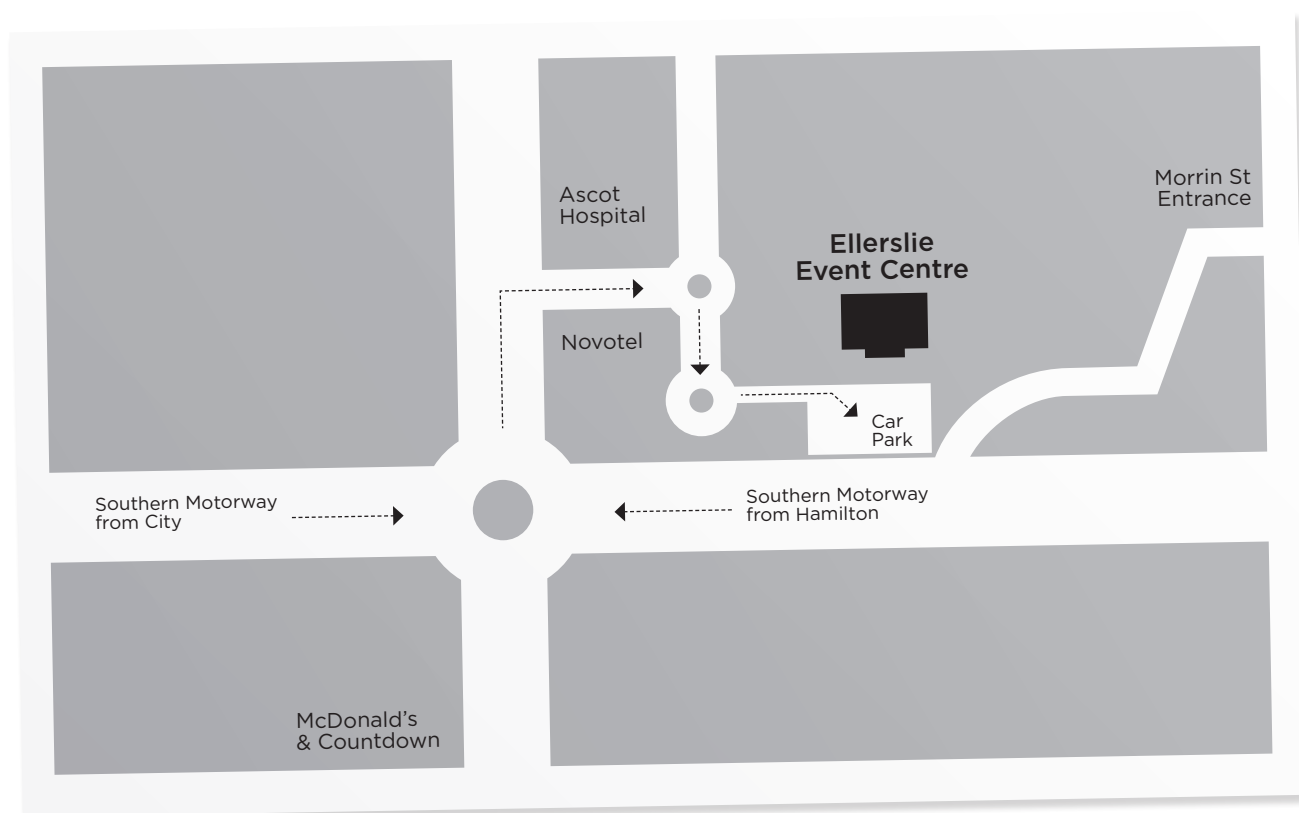 Ascot
Hospital
Morrin St
Entrance
Ellerslie
Event Centre
Novotel
Car
Park
Southern Motorway
from City
Southern Motorway
from Hamilton
McDonald's
& Countdown